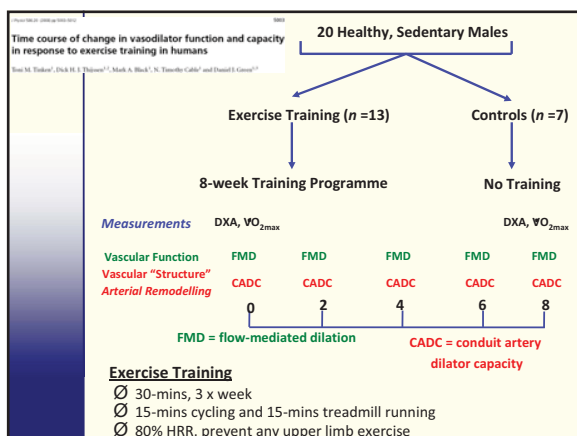 Time course of change in vasodilator function and capacity
in response to exercise training in humans
20 Healthy, Sedentary Males
Exercise Training (n =13)
Controls (n=7)
8-week Training Programme
No Training
Measurements
DXA, V̇O2max
DXA, V̇O2max
Vascular Function
FMD
FMD
FMD
FMD
FMD
Vascular "Structure"
Arterial Remodelling
CADC
CADC
CADC
CADC
CADC
0
2
4
6
8
FMD = flow-mediated dilation
CADC = conduit artery
dilator capacity
Exercise Training
Ø 30-mins, 3 x week
Ø 15-mins cycling and 15-mins treadmill running
Ø 80% HRR, prevent any upper limb exercise